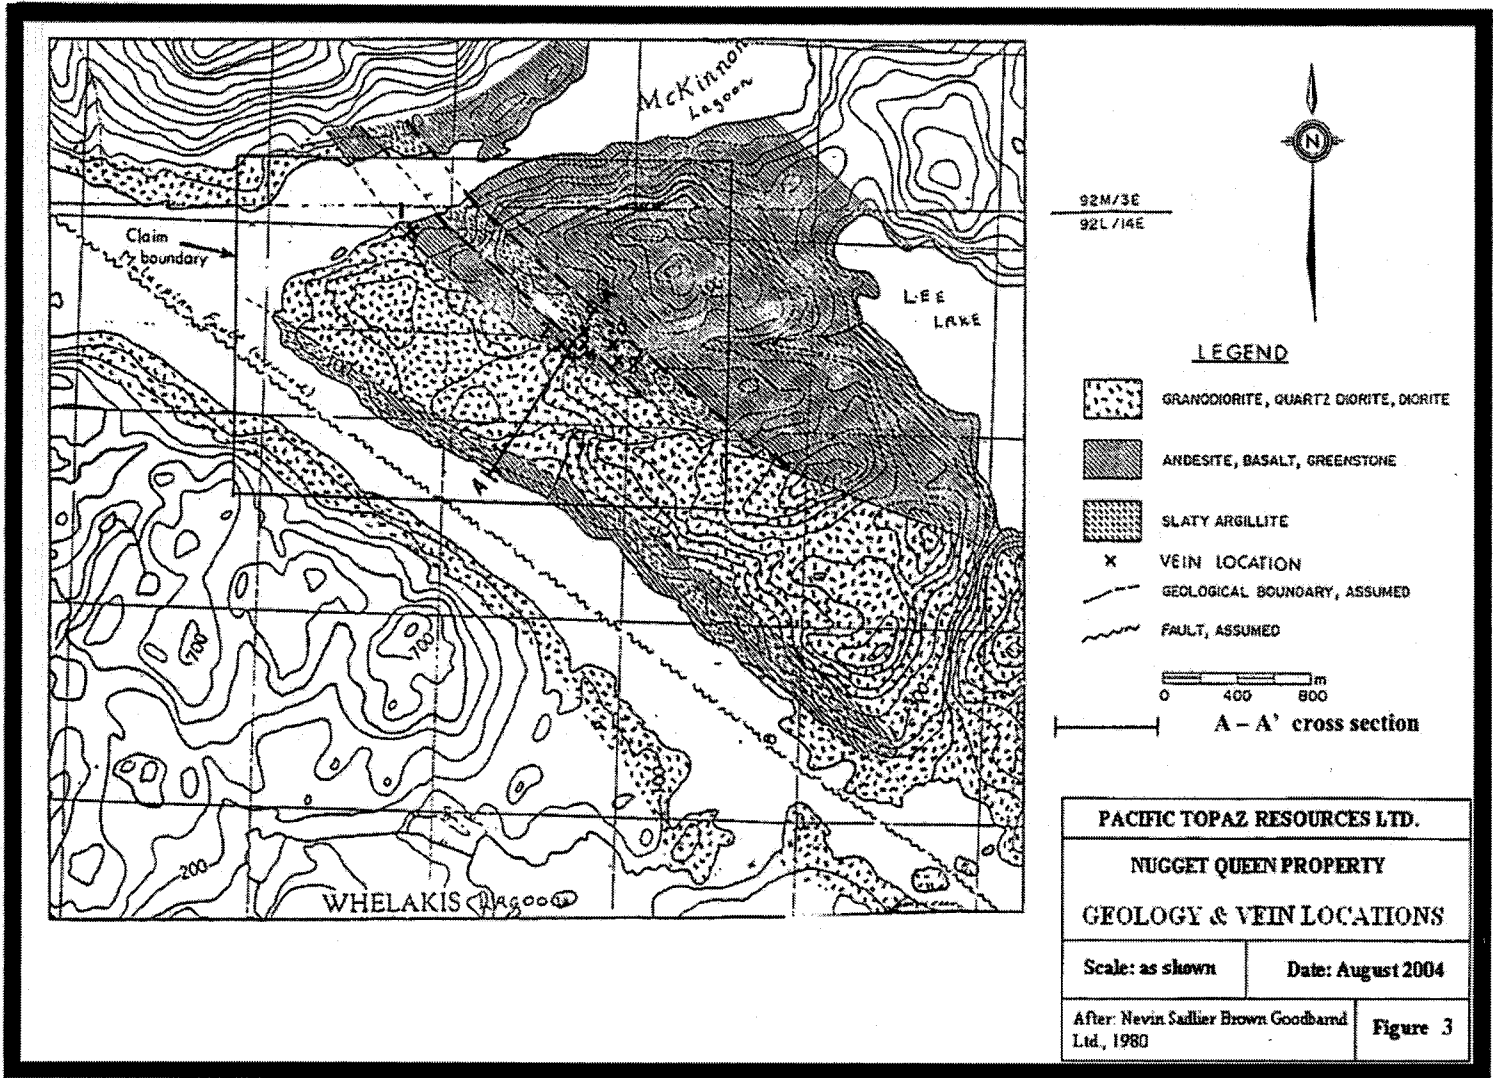 McKinnon
Lagoon
Claim
boundary
LEE
LAKE
A
700
700
200
WHELAKIS Lagoon
N
92M/3E
92L/14E
LEGEND
GRANODIORITE, QUARTZ DIORITE, DIORITE
ANDESITE, BASALT, GREENSTONE
SLATY ARGILLITE
x VEIN LOCATION
GEOLOGICAL BOUNDARY, ASSUMED
FAULT, ASSUMED
m
0 400 800
A – A' cross section
PACIFIC TOPAZ RESOURCES LTD.
NUGGET QUEEN PROPERTY
GEOLOGY & VEIN LOCATIONS
Scale: as shown
Date: August 2004
After: Nevin Sadlier Brown Goodbarnd
Ltd., 1980
Figure 3